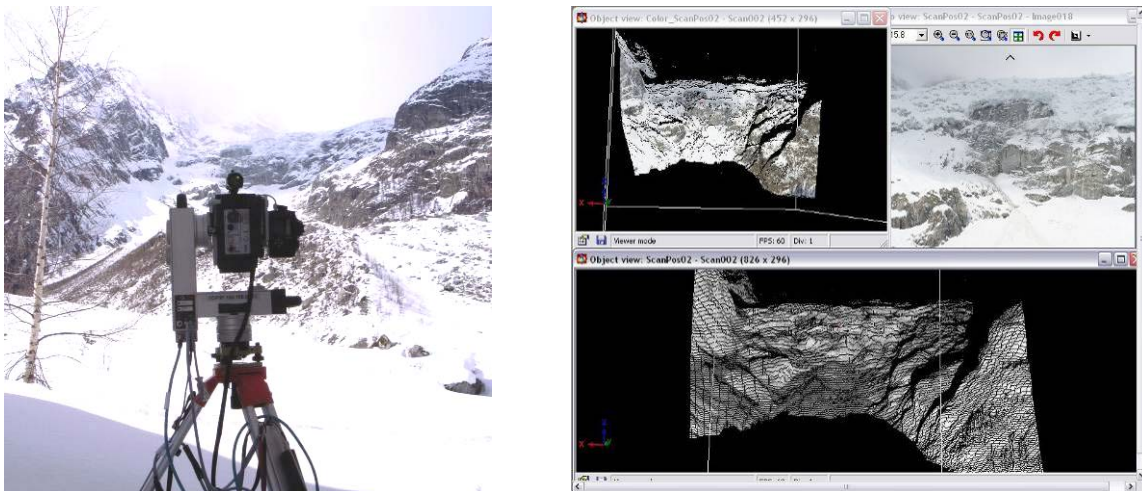 Object view: Color_ScanPos02 - Scan002 (452 x 296)
view: ScanPos02 - ScanPos02 - Image018
Viewer mode
FPS: 60
Div: 1
X
Object view: ScanPos02 - Scan002 (826 x 296)
X